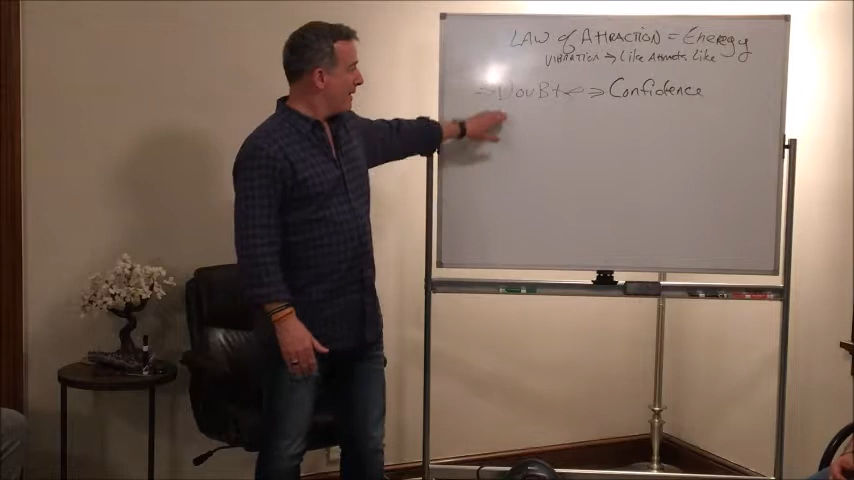 LAW of AttRActioN = Energy
ViBRAtioN → Like Attracts Like
→ DouBt ← → Confidence